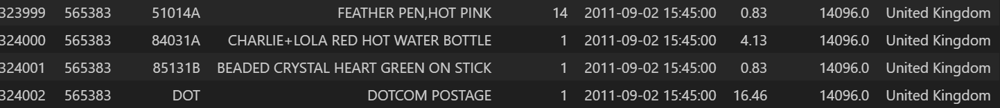 323999 565383 51014A FEATHER PEN,HOT PINK 14 2011-09-02 15:45:00 0.83 14096.0 United Kingdom
324000 565383 84031A CHARLIE+LOLA RED HOT WATER BOTTLE 1 2011-09-02 15:45:00 4.13 14096.0 United Kingdom
324001 565383 85131B BEADED CRYSTAL HEART GREEN ON STICK 1 2011-09-02 15:45:00 0.83 14096.0 United Kingdom
324002 565383 DOT DOTCOM POSTAGE 1 2011-09-02 15:45:00 16.46 14096.0 United Kingdom